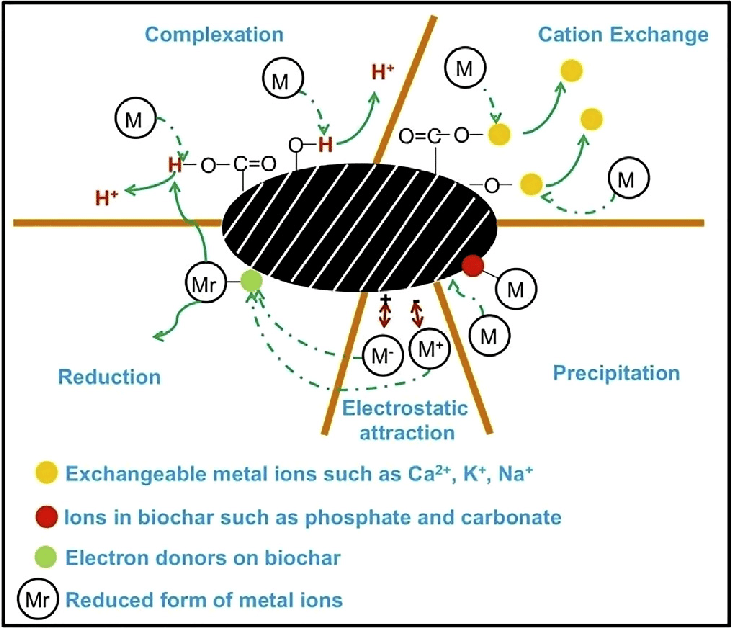 Complexation
Cation Exchange
M
H⁺
M
M
H
O–H
O=C–O–
H–O–C=O
–O–
M
H⁺
Mr
M
+ -
M
M⁻
M⁺
Reduction
Precipitation
Electrostatic
attraction
Exchangeable metal ions such as Ca²⁺, K⁺, Na⁺
Ions in biochar such as phosphate and carbonate
Electron donors on biochar
Mr Reduced form of metal ions